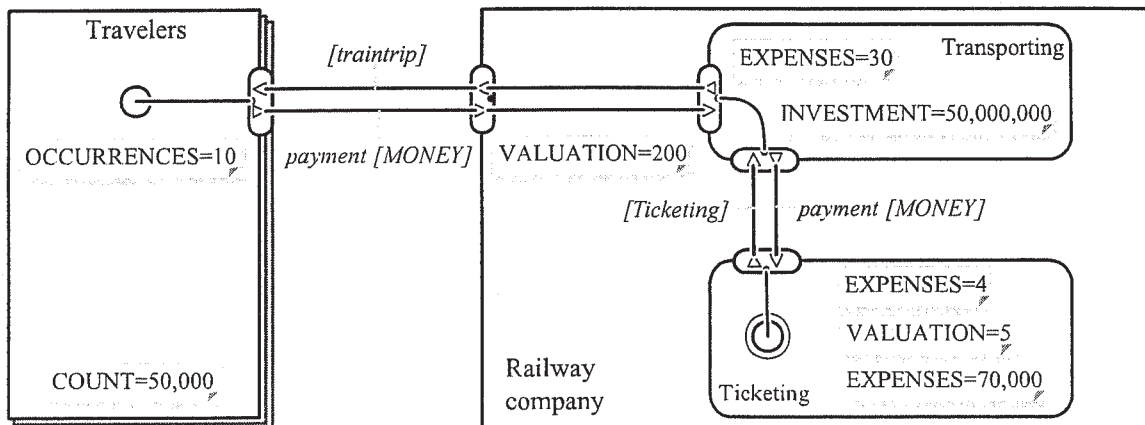 Travelers
[traintrip]
EXPENSES=30
Transporting
INVESTMENT=50,000,000
OCCURRENCES=10
payment [MONEY]
VALUATION=200
[Ticketing]
payment [MONEY]
EXPENSES=4
VALUATION=5
COUNT=50,000
Railway
company
EXPENSES=70,000
Ticketing